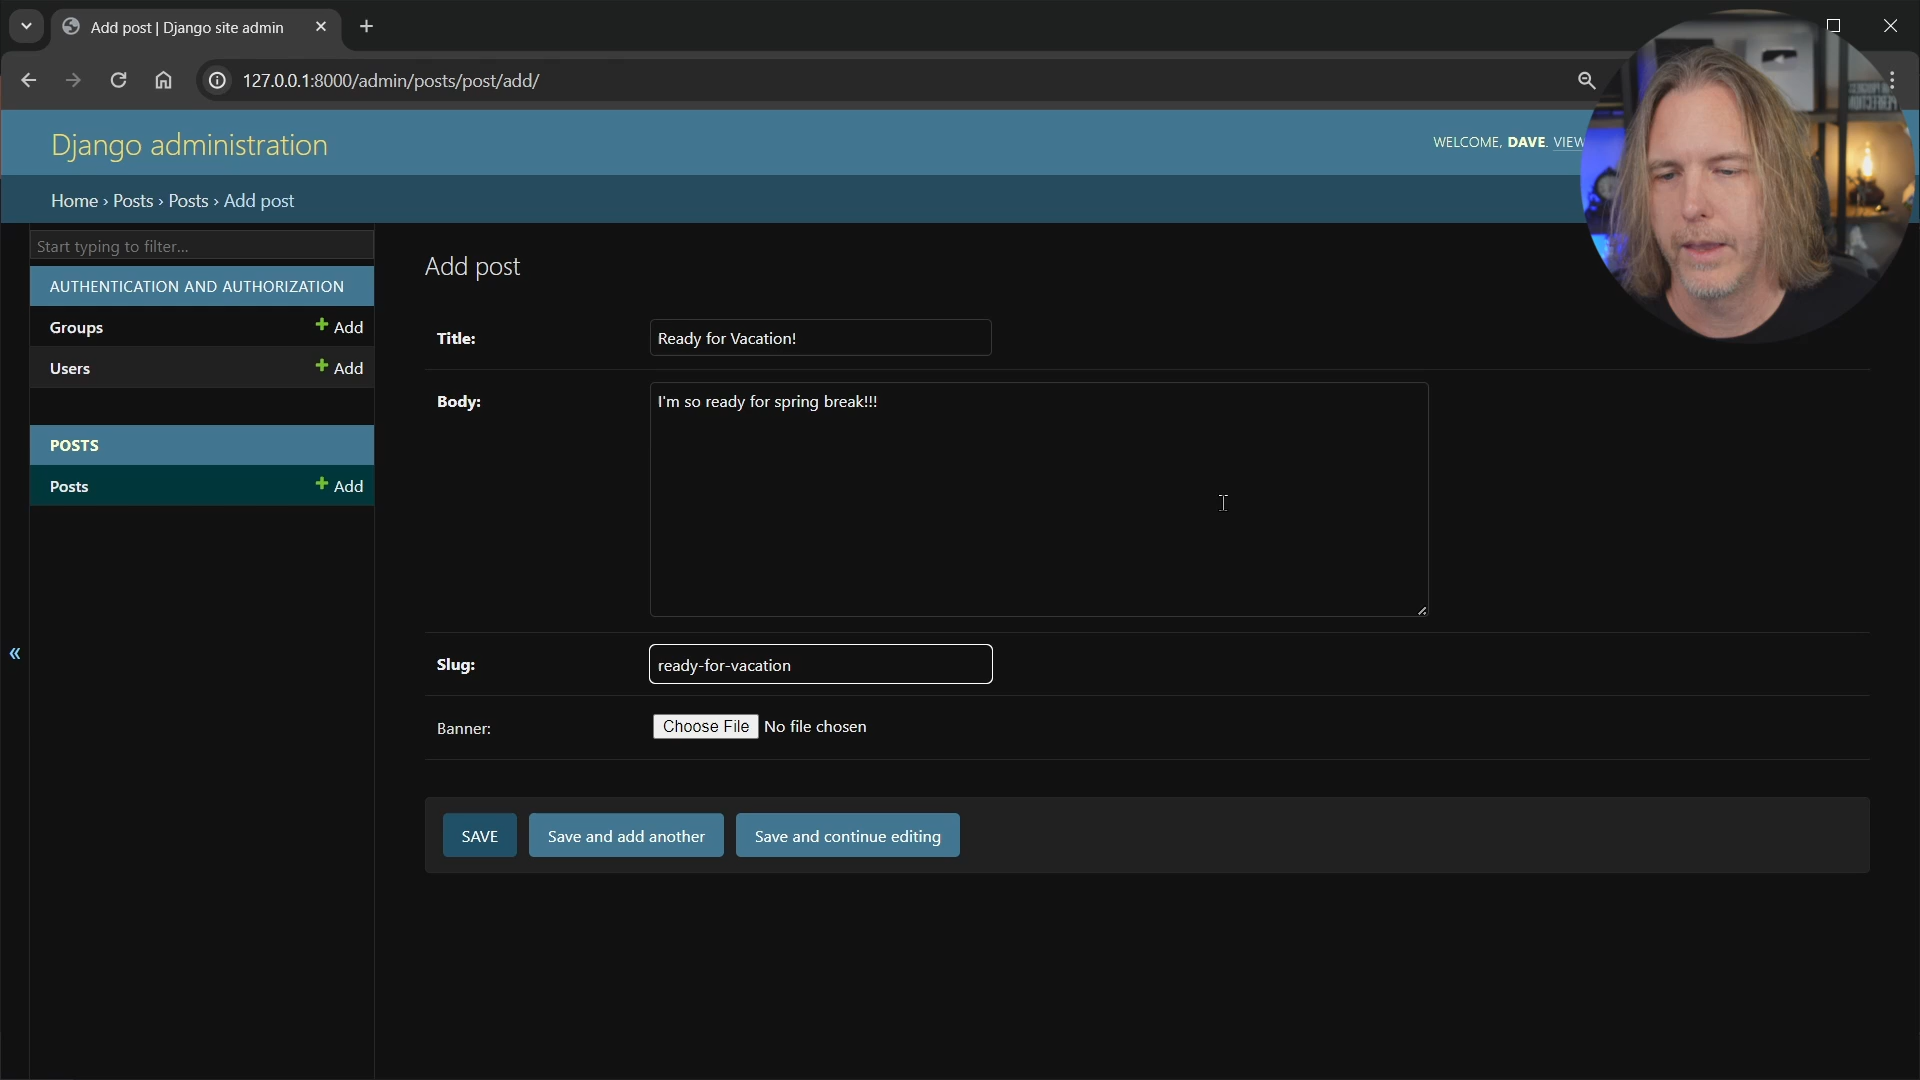 Add post | Django site admin
127.0.0.1:8000/admin/posts/post/add/
Django administration
WELCOME, DAVE. VIEW
Home › Posts › Posts › Add post
Start typing to filter...
AUTHENTICATION AND AUTHORIZATION
Groups
Add
Users
Add
POSTS
Posts
Add
«
Add post
Title:
Ready for Vacation!
Body:
I'm so ready for spring break!!!
Slug:
ready-for-vacation
Banner:
Choose File No file chosen
SAVE
Save and add another
Save and continue editing